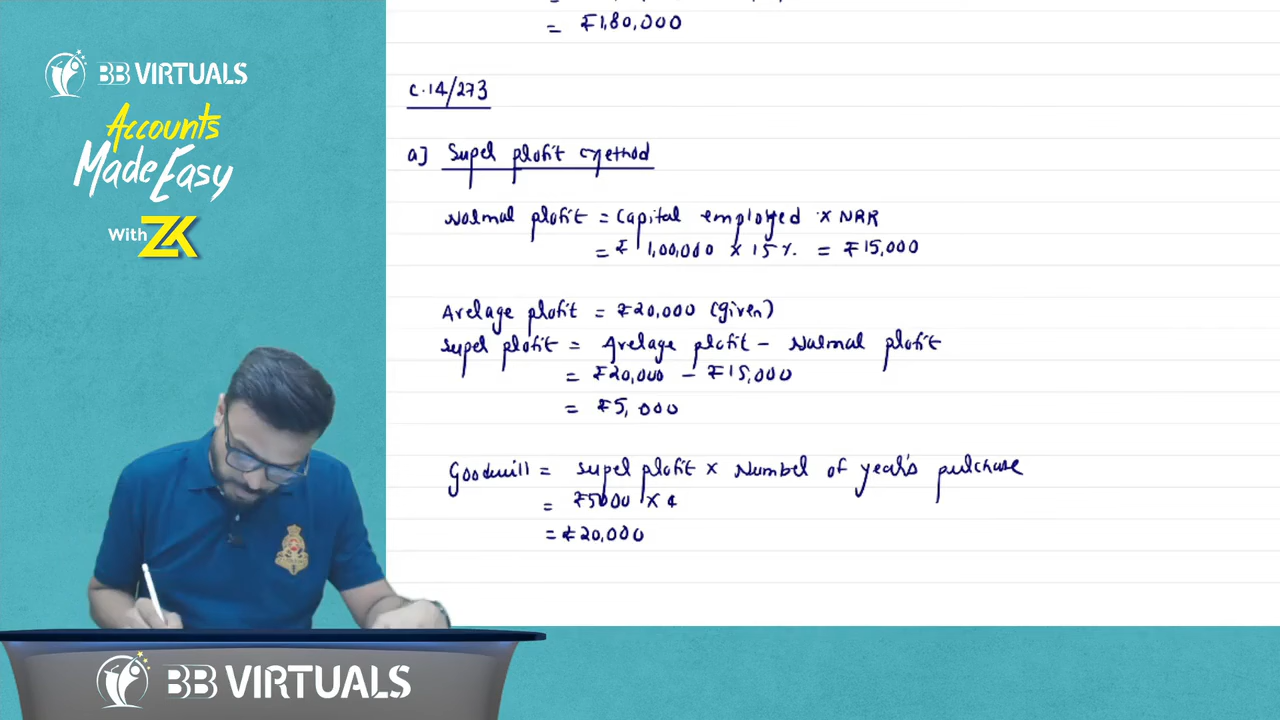 BB VIRTUALS
Accounts
Made Easy
With ZK
= ₹1,80,000
C.14/273
a] Super profit method
Normal profit = Capital employed × NRR
= ₹ 1,00,000 × 15 %. = ₹15,000
Average profit = ₹20,000 (given)
Super profit = Average profit - Normal profit
= ₹20,000 - ₹15,000
= ₹5,000
Goodwill = super profit × Number of year's purchase
= ₹5000 × 4
= ₹20,000
BB VIRTUALS